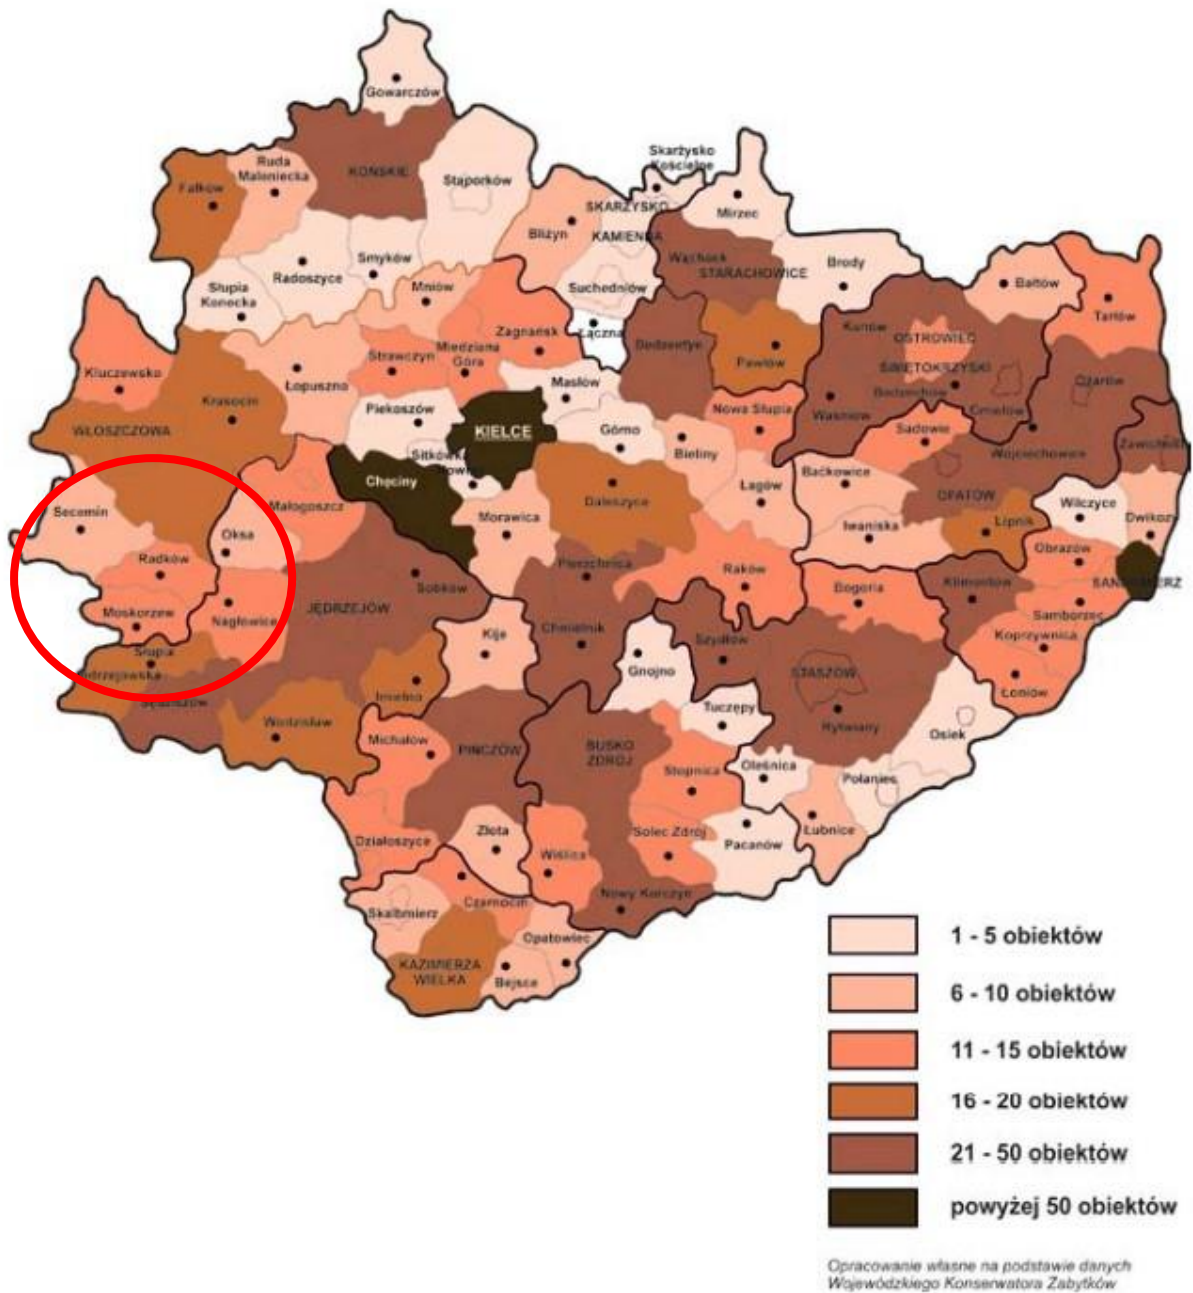 Gowarczów
Ruda
Maleniecka
KOŃSKIE
Stąporków
Skarżysko
Kościelne
Fałków
SKARŻYSKO
KAMIENNA
Mirzec
Bliżyn
Smyków
Radoszyce
Słupia
Konecka
Mniów
Suchedniów
Wąchock
STARACHOWICE
Brody
Bałtów
Tarłów
Zagnańsk
Łączna
Bodzentyn
Pawłów
Kunów
OSTROWIEC
ŚWIĘTOKRZYSKI
Bodzechów
Ćmielów
Ożarów
Waśniów
Kluczewsko
Krasocin
Łopuszno
Strawczyn
Miedziana
Góra
Masłów
Piekoszów
KIELCE
Górno
Nowa Słupia
Sadowie
Wojciechowice
Zawichost
WŁOSZCZOWA
Sitkówka
Chęciny
Bieliny
Łagów
Baćkowice
OPATÓW
Daleszyce
Małogoszcz
Morawica
Iwaniska
Lipnik
Wilczyce
Dwikozy
Secemin
Oksa
Radków
Obrazów
SANDOMIERZ
Pierzchnica
Raków
Bogoria
Klimontów
Sobków
JĘDRZEJÓW
Moskorzew
Nagłowice
Samborzec
Koprzywnica
Kije
Chmielnik
Szydłów
Gnojno
STASZÓW
Łoniów
Słupia
Jędrzejowska
Imielno
Sędziszów
Wodzisław
Tuczępy
Rytwiany
Osiek
Michałów
PIŃCZÓW
BUSKO
ZDRÓJ
Stopnica
Oleśnica
Połaniec
Łubnice
Działoszyce
Złota
Wiślica
Solec Zdrój
Pacanów
Nowy Korczyn
Skalbmierz
Czarnocin
Opatowiec
KAZIMIERZA
WIELKA
Bejsce
1 - 5 obiektów
6 - 10 obiektów
11 - 15 obiektów
16 - 20 obiektów
21 - 50 obiektów
powyżej 50 obiektów
Opracowanie własne na podstawie danych
Wojewódzkiego Konserwatora Zabytków